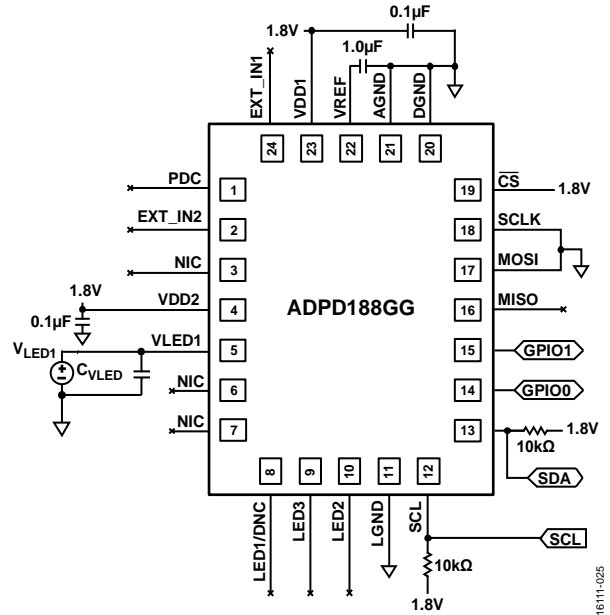 0.1µF
1.8V
1.0µF
EXT_IN1
VDD1
VREF
AGND
DGND
24
23
22
21
20
PDC
1
19
CS
1.8V
EXT_IN2
2
18
SCLK
NIC
3
17
MOSI
1.8V
VDD2
4
ADPD188GG
16
MISO
0.1µF
VLED1
VLED1
5
15
GPIO1
CVLED
NIC
6
14
GPIO0
NIC
7
13
1.8V
10kΩ
SDA
8
9
10
11
12
LED1/DNC
LED3
LED2
LGND
SCL
SCL
10kΩ
1.8V
16111-025